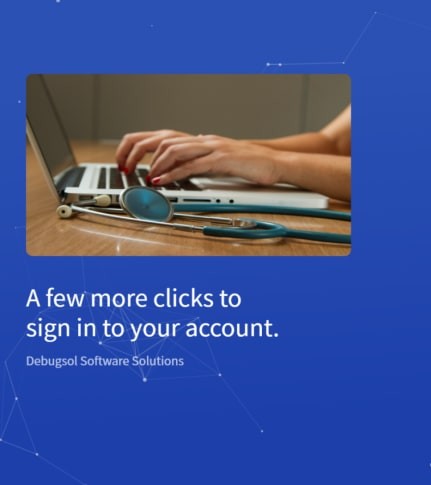 A few more clicks to
sign in to your account.
Debugsol Software Solutions